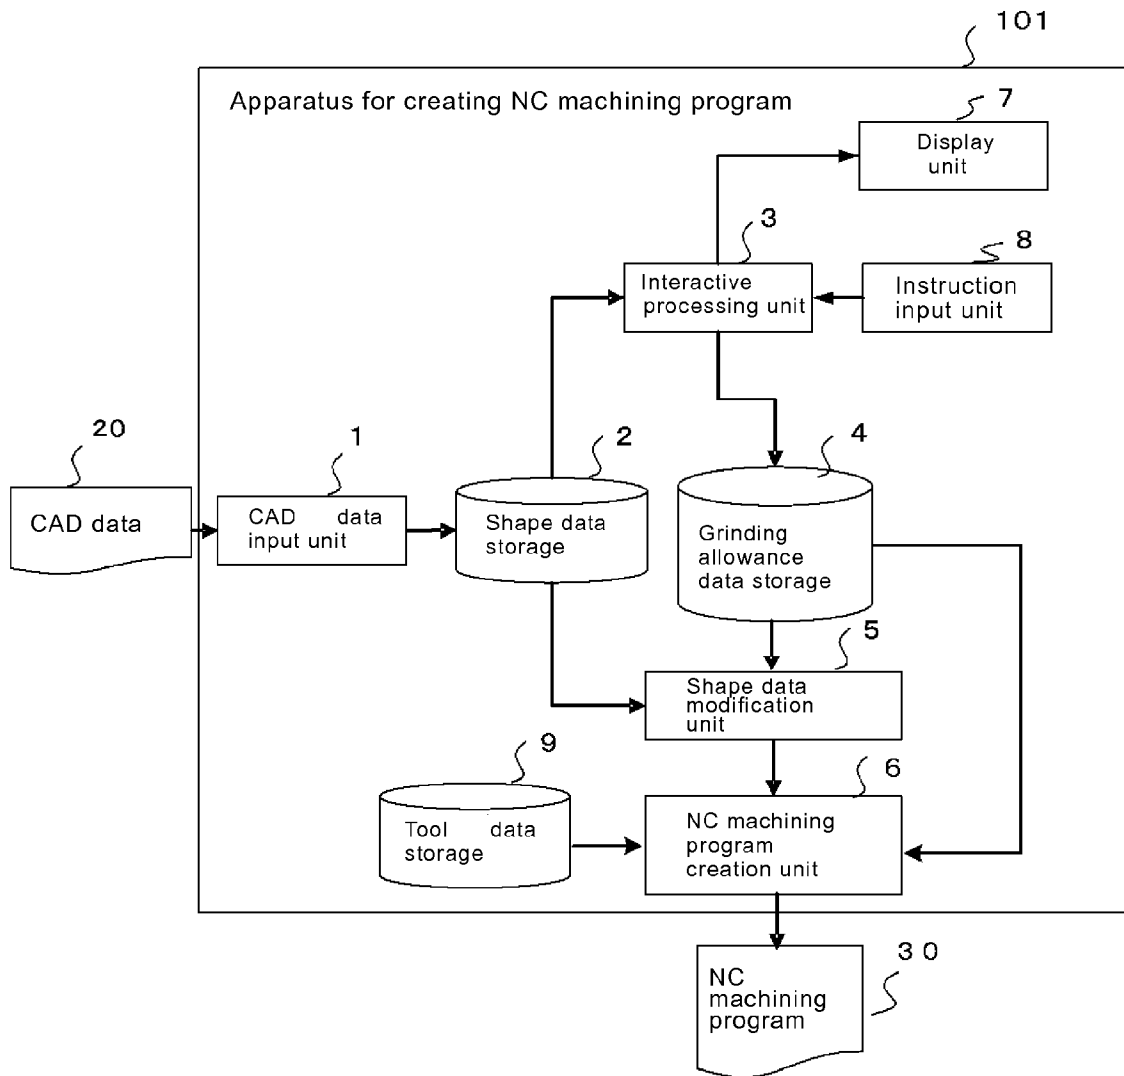 101
Apparatus for creating NC machining program
7
Display
unit
3
8
Interactive
processing unit
Instruction
input unit
20
1
2
4
CAD data
CAD data
input unit
Shape data
storage
Grinding
allowance
data storage
5
Shape data
modification
unit
9
6
Tool data
storage
NC machining
program
creation unit
30
NC
machining
program